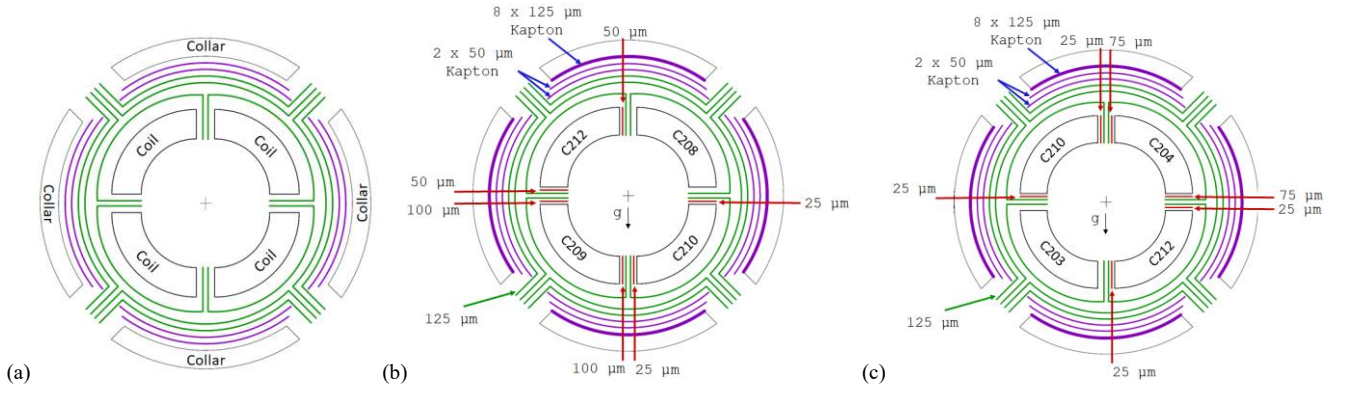 Collar
Collar
Coil
Coil
Collar
Coil
Coil
Collar
(a)
8 x 125 µm
Kapton
50 µm
2 x 50 µm
Kapton
C212
C208
50 µm
100 µm
25 µm
g
C209
C210
125 µm
100 µm 25 µm
(b)
8 x 125 µm
Kapton
25 µm 75 µm
2 x 50 µm
Kapton
C210
C204
25 µm
75 µm
25 µm
g
C203
C212
125 µm
25 µm
(c)